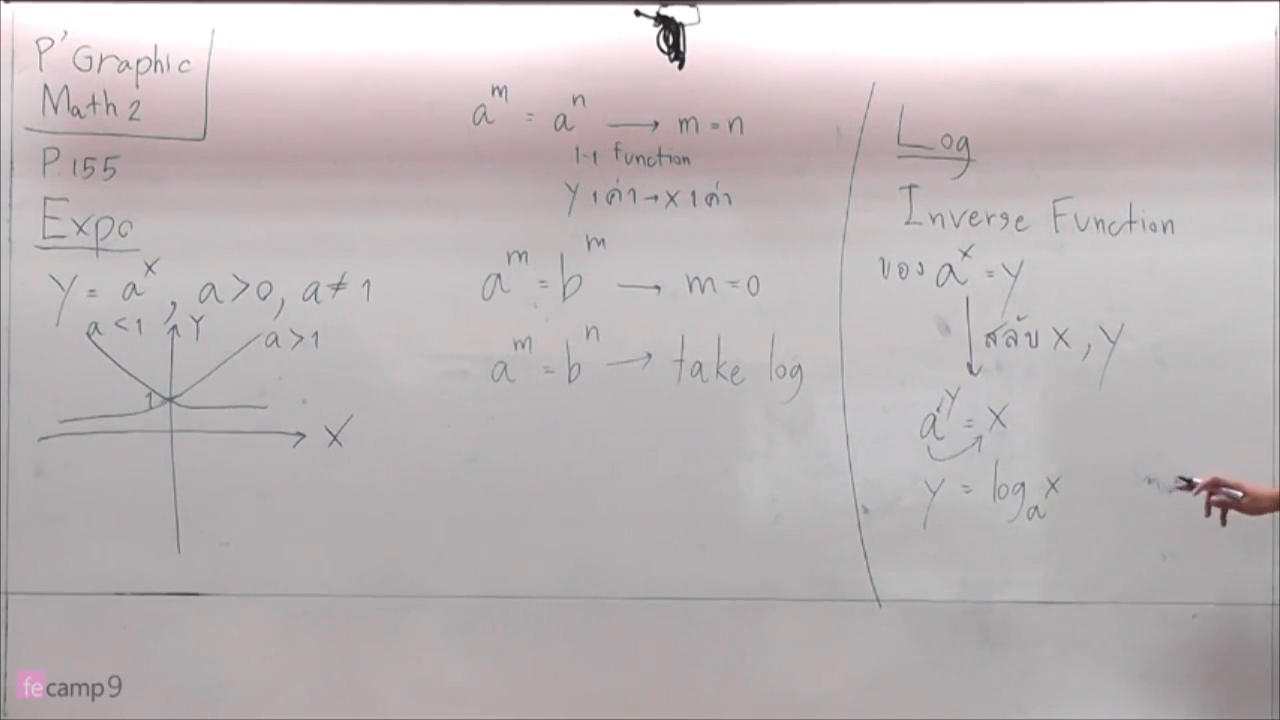 P'Graphic
Math 2
P.155
Expo
Y = a^x , a>0, a≠1
a<1
Y
a>1
1
X
a^m = a^n → m=n
1-1 function
Y 1 ค่า → X 1 ค่า
a^m = b^m → m=0
a^m = b^n → take log
Log
Inverse Function
ของ a^x = y
สลับ X, Y
a^y = x
y = log_a x
fecamp9